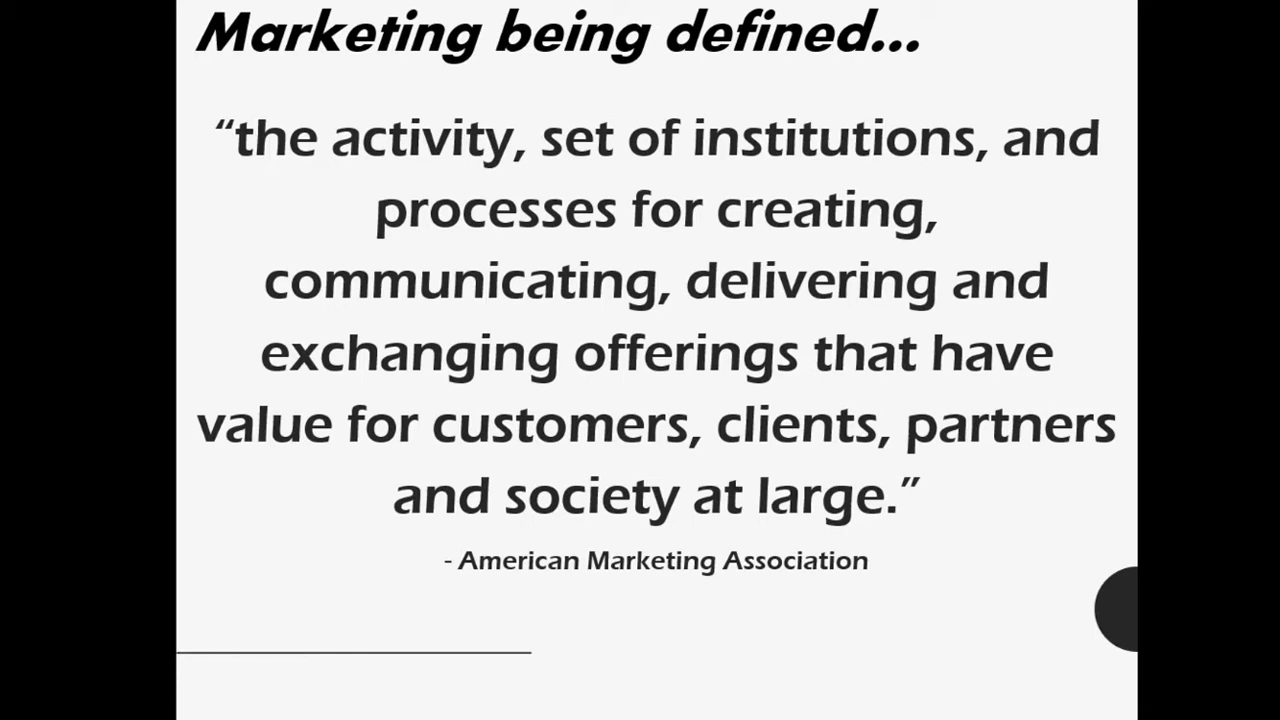 Marketing being defined...
“the activity, set of institutions, and
processes for creating,
communicating, delivering and
exchanging offerings that have
value for customers, clients, partners
and society at large.”
- American Marketing Association